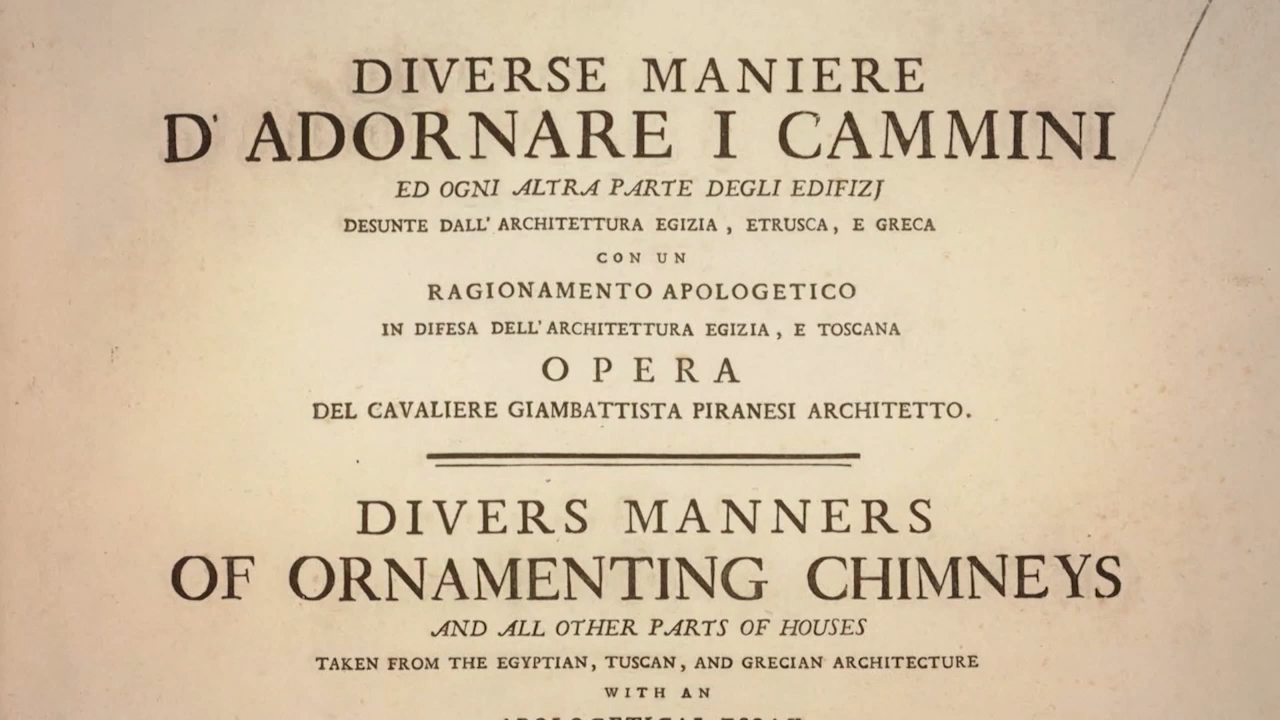 DIVERSE MANIERE
D' ADORNARE I CAMMINI
ED OGNI ALTRA PARTE DEGLI EDIFIZJ
DESUNTE DALL' ARCHITETTURA EGIZIA , ETRUSCA, E GRECA
CON UN
RAGIONAMENTO APOLOGETICO
IN DIFESA DELL' ARCHITETTURA EGIZIA, E TOSCANA
OPERA
DEL CAVALIERE GIAMBATTISTA PIRANESI ARCHITETTO.
DIVERS MANNERS
OF ORNAMENTING CHIMNEYS
AND ALL OTHER PARTS OF HOUSES
TAKEN FROM THE EGYPTIAN, TUSCAN, AND GRECIAN ARCHITECTURE
WITH AN
APOLOGETICAL ESSAY